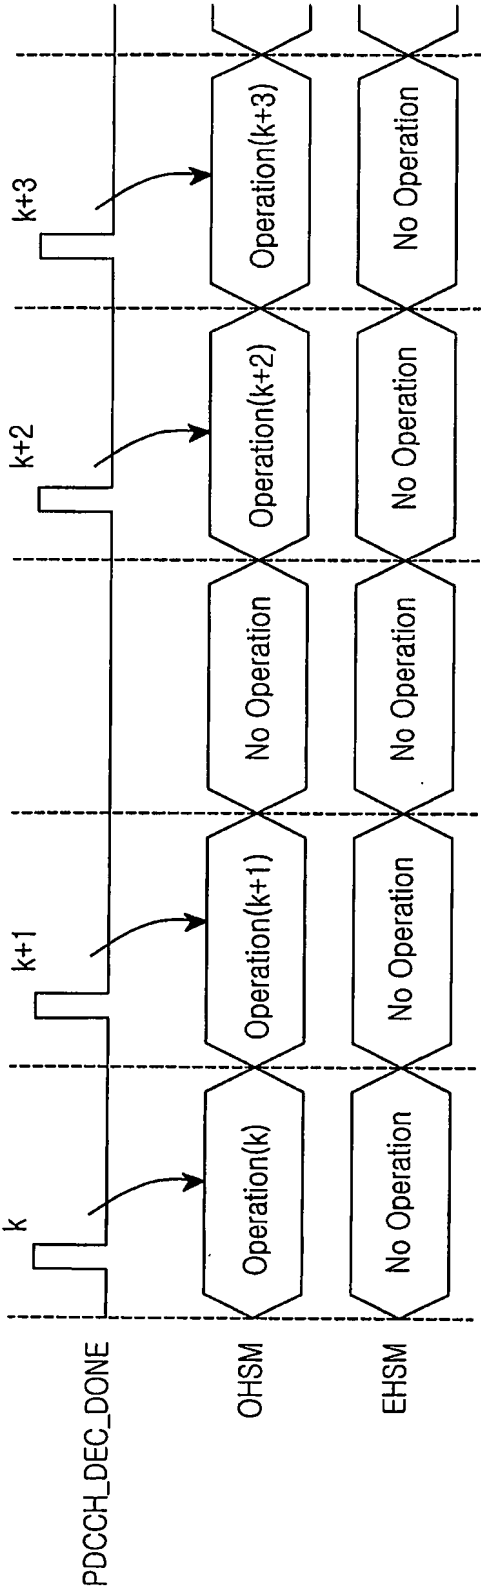 PDCCH_DEC_DONE
k
k+1
k+2
k+3
OHSM
Operation(k)
Operation(k+1)
No Operation
Operation(k+2)
Operation(k+3)
EHSM
No Operation
No Operation
No Operation
No Operation
No Operation